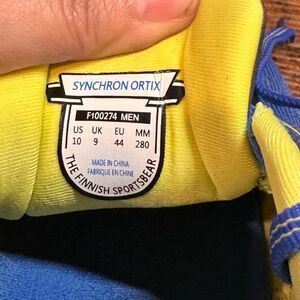 SYNCHRON ORTIX
F100274 MEN
US UK EU MM
10 9 44 280
MADE IN CHINA
FABRIQUE EN CHINE
THE FINNISH SPORTSBEAR